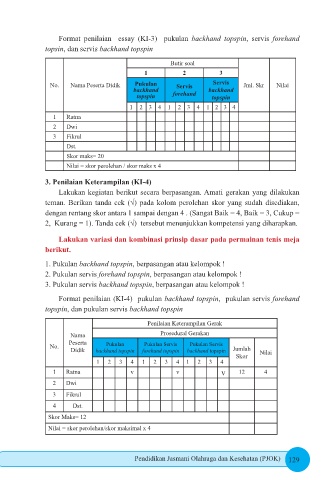 Format penilaian essay (KI-3) pukulan backhand topspin, servis forehand
topsin, dan servis backhand topspin
Butir soal
1 2 3
No. Nama Peserta Didik Pukulan backhand topspin Servis forehand Servis backhand topspin Jml. Skr Nilai
1 2 3 4 1 2 3 4 1 2 3 4
1 Ratna
2 Dwi
3 Fikrul
Dst.
Skor maks= 20
Nilai = skor perolehan / skor maks x 4
3. Penilaian Keterampilan (KI-4)
Lakukan kegiatan berikut secara berpasangan. Amati gerakan yang dilakukan
teman. Berikan tanda cek (√) pada kolom perolehan skor yang sudah disediakan,
dengan rentang skor antara 1 sampai dengan 4 . (Sangat Baik = 4, Baik = 3, Cukup =
2, Kurang = 1). Tanda cek (√) tersebut menunjukkan kompetensi yang diharapkan.
Lakukan variasi dan kombinasi prinsip dasar pada permainan tenis meja
berikut.
1. Pukulan backhand topspin, berpasangan atau kelompok !
2. Pukulan servis forehand topspin, berpasangan atau kelompok !
3. Pukulan servis backhand topspin, berpasangan atau kelompok !
Format penilaian (KI-4) pukulan backhand topspin, pukulan servis forehand
topspin, dan pukulan servis backhand topspin
Penilaian Keterampilan Gerak
Prosedural Gerakan
No. Nama Peserta Didik Pukulan backhand topspin Pukulan Servis forehand topspin Pukulan Servis backhand topspin Jumlah Skor Nilai
1 2 3 4 1 2 3 4 1 2 3 4
1 Ratna v v v 12 4
2 Dwi
3 Fikrul
4 Dst.
Skor Maks= 12
Nilai = skor perolehan/skor maksimal x 4
Pendidikan Jasmani Olahraga dan Kesehatan (PJOK) 129